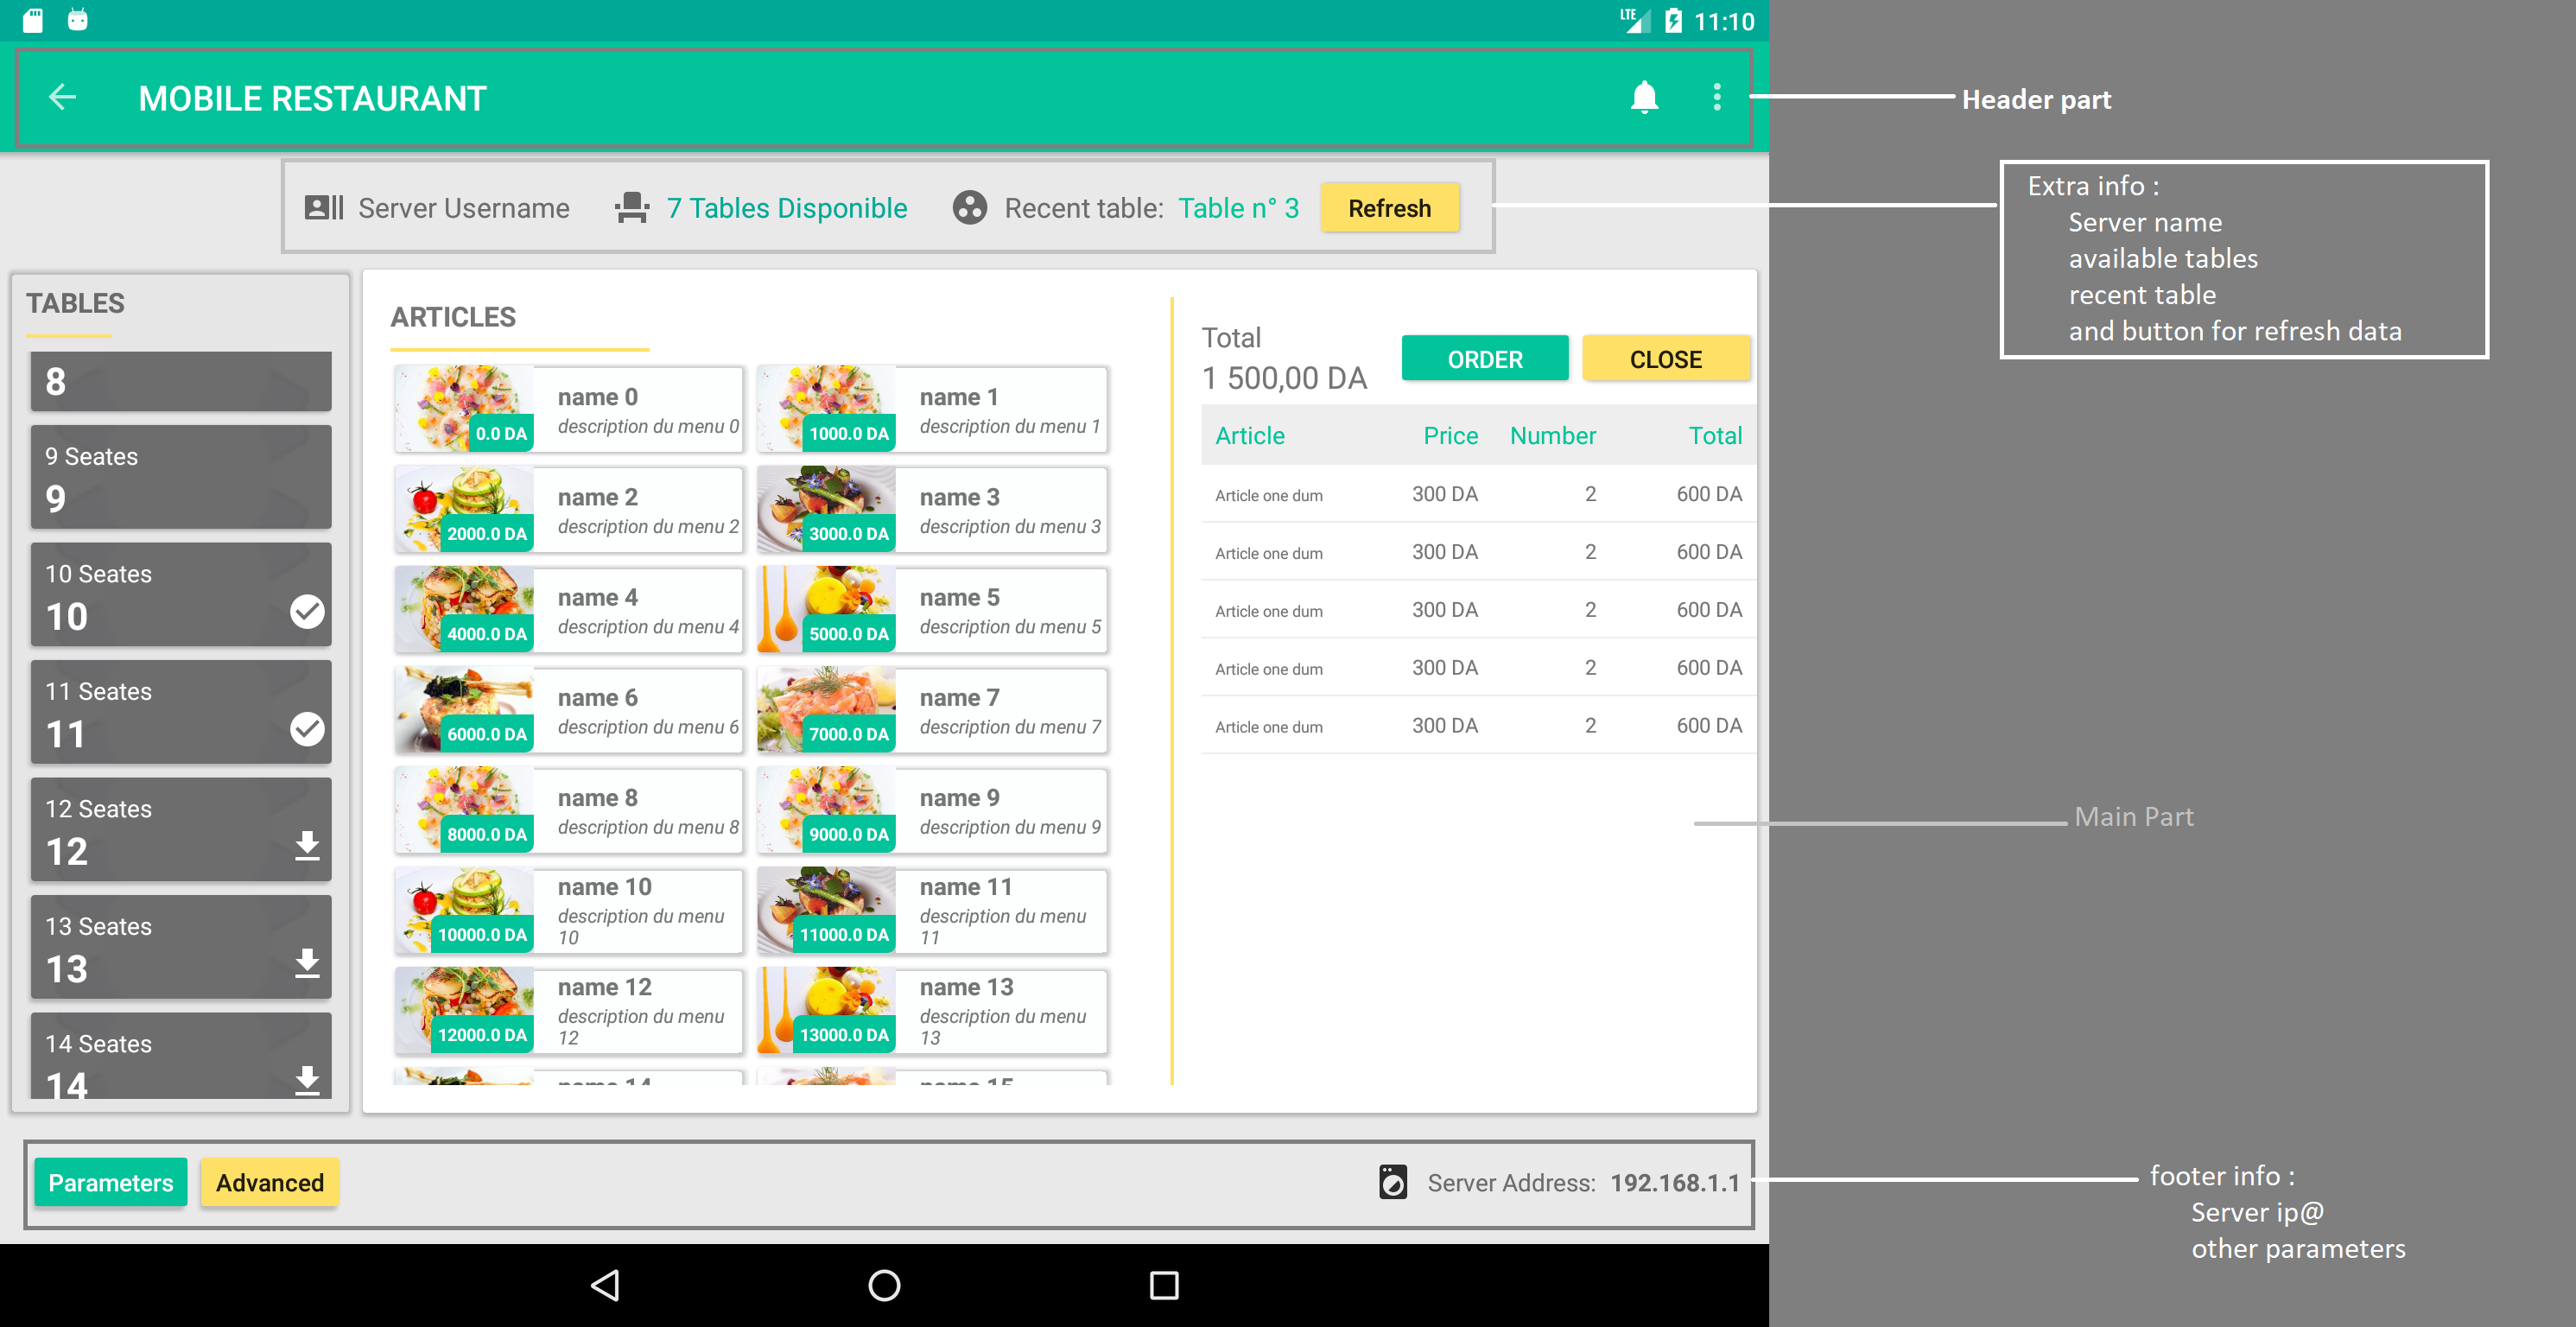 LTE 11:10
MOBILE RESTAURANT
Header part
Server Username
7 Tables Disponible
Recent table: Table n° 3
Refresh
Extra info :
Server name
available tables
recent table
and button for refresh data
TABLES
8
9 Seates
9
10 Seates
10
11 Seates
11
12 Seates
12
13 Seates
13
14 Seates
14
ARTICLES
0.0 DA
name 0
description du menu 0
1000.0 DA
name 1
description du menu 1
2000.0 DA
name 2
description du menu 2
3000.0 DA
name 3
description du menu 3
4000.0 DA
name 4
description du menu 4
5000.0 DA
name 5
description du menu 5
6000.0 DA
name 6
description du menu 6
7000.0 DA
name 7
description du menu 7
8000.0 DA
name 8
description du menu 8
9000.0 DA
name 9
description du menu 9
10000.0 DA
name 10
description du menu
10
11000.0 DA
name 11
description du menu
11
12000.0 DA
name 12
description du menu
12
13000.0 DA
name 13
description du menu
13
name 14
name 15
Total
1 500,00 DA
ORDER
CLOSE
Article Price Number Total
Article one dum 300 DA 2 600 DA
Article one dum 300 DA 2 600 DA
Article one dum 300 DA 2 600 DA
Article one dum 300 DA 2 600 DA
Article one dum 300 DA 2 600 DA
Main Part
Parameters
Advanced
Server Address: 192.168.1.1
footer info :
Server ip@
other parameters